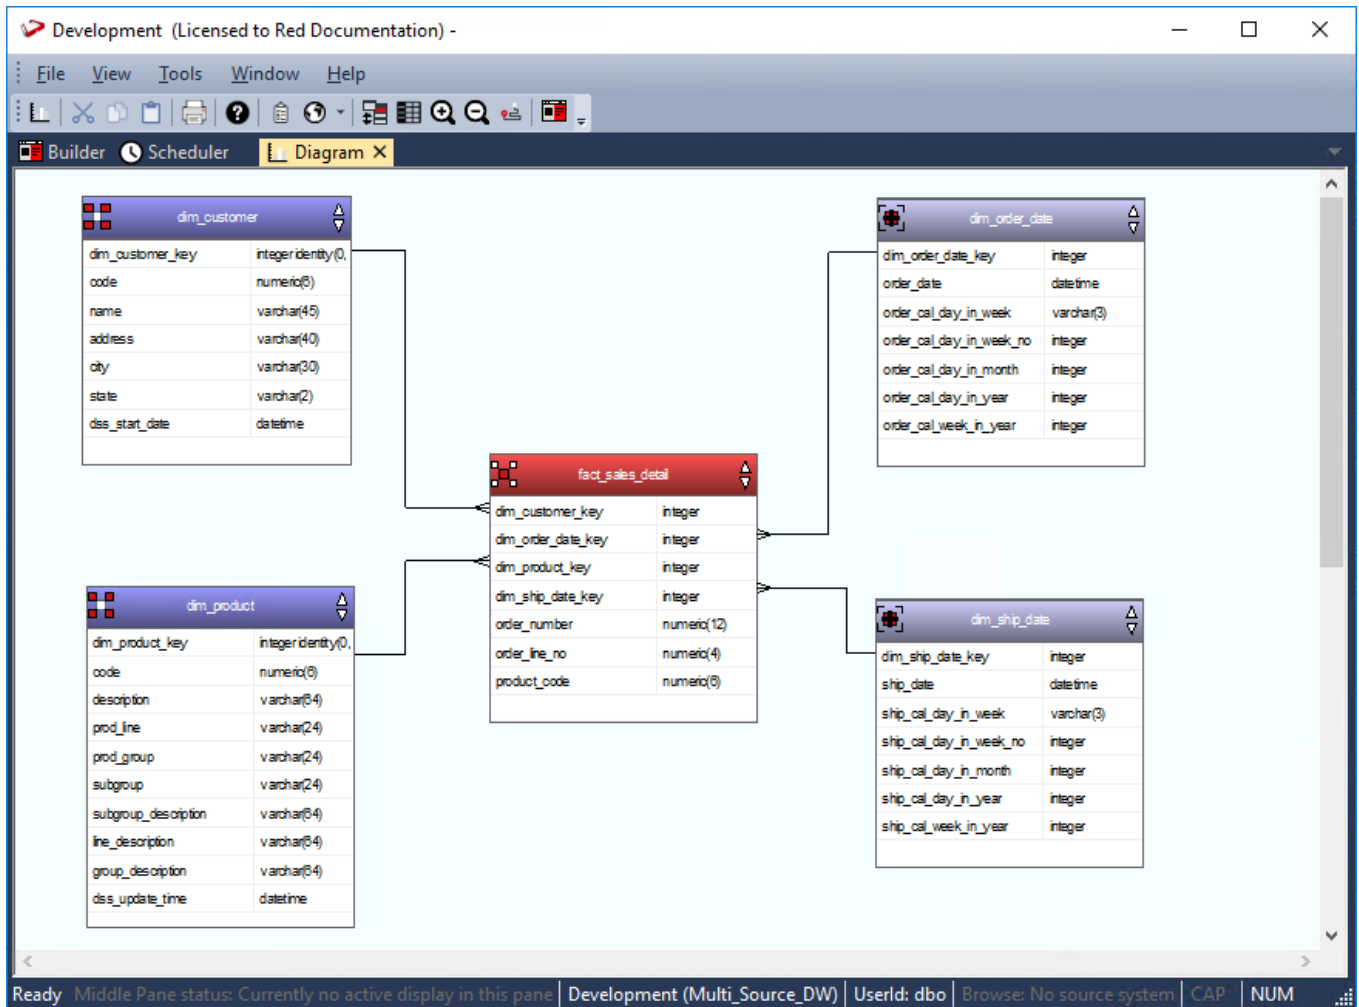 Development (Licensed to Red Documentation) -
File View Tools Window Help
Builder Scheduler Diagram
dim_customer
dim_customer_key integer identity(0,
code numeric(6)
name varchar(45)
address varchar(40)
city varchar(30)
state varchar(2)
dss_start_date datetime
dim_order_date
dim_order_date_key integer
order_date datetime
order_cal_day_in_week varchar(3)
order_cal_day_in_week_no integer
order_cal_day_in_month integer
order_cal_day_in_year integer
order_cal_week_in_year integer
fact_sales_detail
dim_customer_key integer
dim_order_date_key integer
dim_product_key integer
dim_ship_date_key integer
order_number numeric(12)
order_line_no numeric(4)
product_code numeric(6)
dim_product
dim_product_key integer identity(0,
code numeric(6)
description varchar(64)
prod_line varchar(24)
prod_group varchar(24)
subgroup varchar(24)
subgroup_description varchar(64)
line_description varchar(64)
group_description varchar(64)
dss_update_time datetime
dim_ship_date
dim_ship_date_key integer
ship_date datetime
ship_cal_day_in_week varchar(3)
ship_cal_day_in_week_no integer
ship_cal_day_in_month integer
ship_cal_day_in_year integer
ship_cal_week_in_year integer
Ready Middle Pane status: Currently no active display in this pane Development (Multi_Source_DW) UserId: dbo Browse: No source system CAP NUM